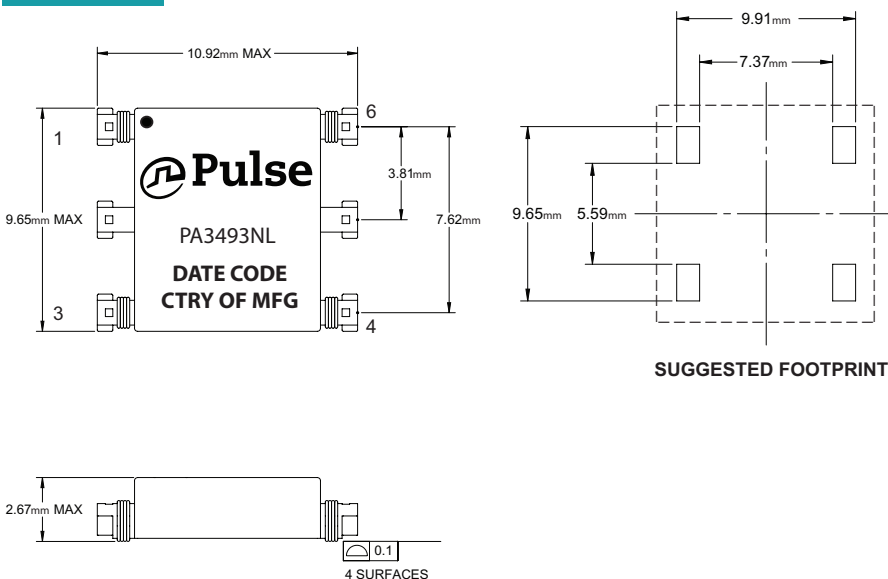 10.92mm MAX
1
6
Pulse
3.81mm
9.65mm MAX
7.62mm
PA3493NL
DATE CODE
CTRY OF MFG
3
4
9.91mm
7.37mm
9.65mm
5.59mm
SUGGESTED FOOTPRINT
2.67mm MAX
0.1
4 SURFACES